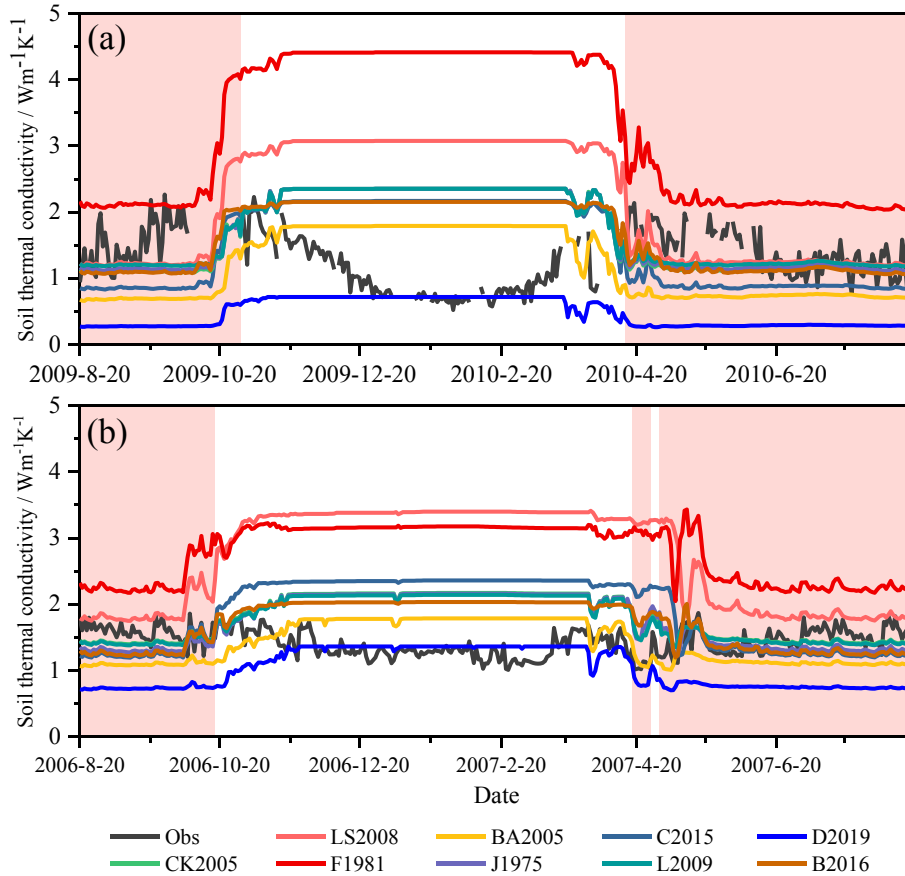 (a)
Soil thermal conductivity / Wm⁻¹K⁻¹
5
4
3
2
1
0
2009-8-20 2009-10-20 2009-12-20 2010-2-20 2010-4-20 2010-6-20
(b)
Soil thermal conductivity / Wm⁻¹K⁻¹
5
4
3
2
1
0
2006-8-20 2006-10-20 2006-12-20 2007-2-20 2007-4-20 2007-6-20
Date
Obs LS2008 BA2005 C2015 D2019
CK2005 F1981 J1975 L2009 B2016